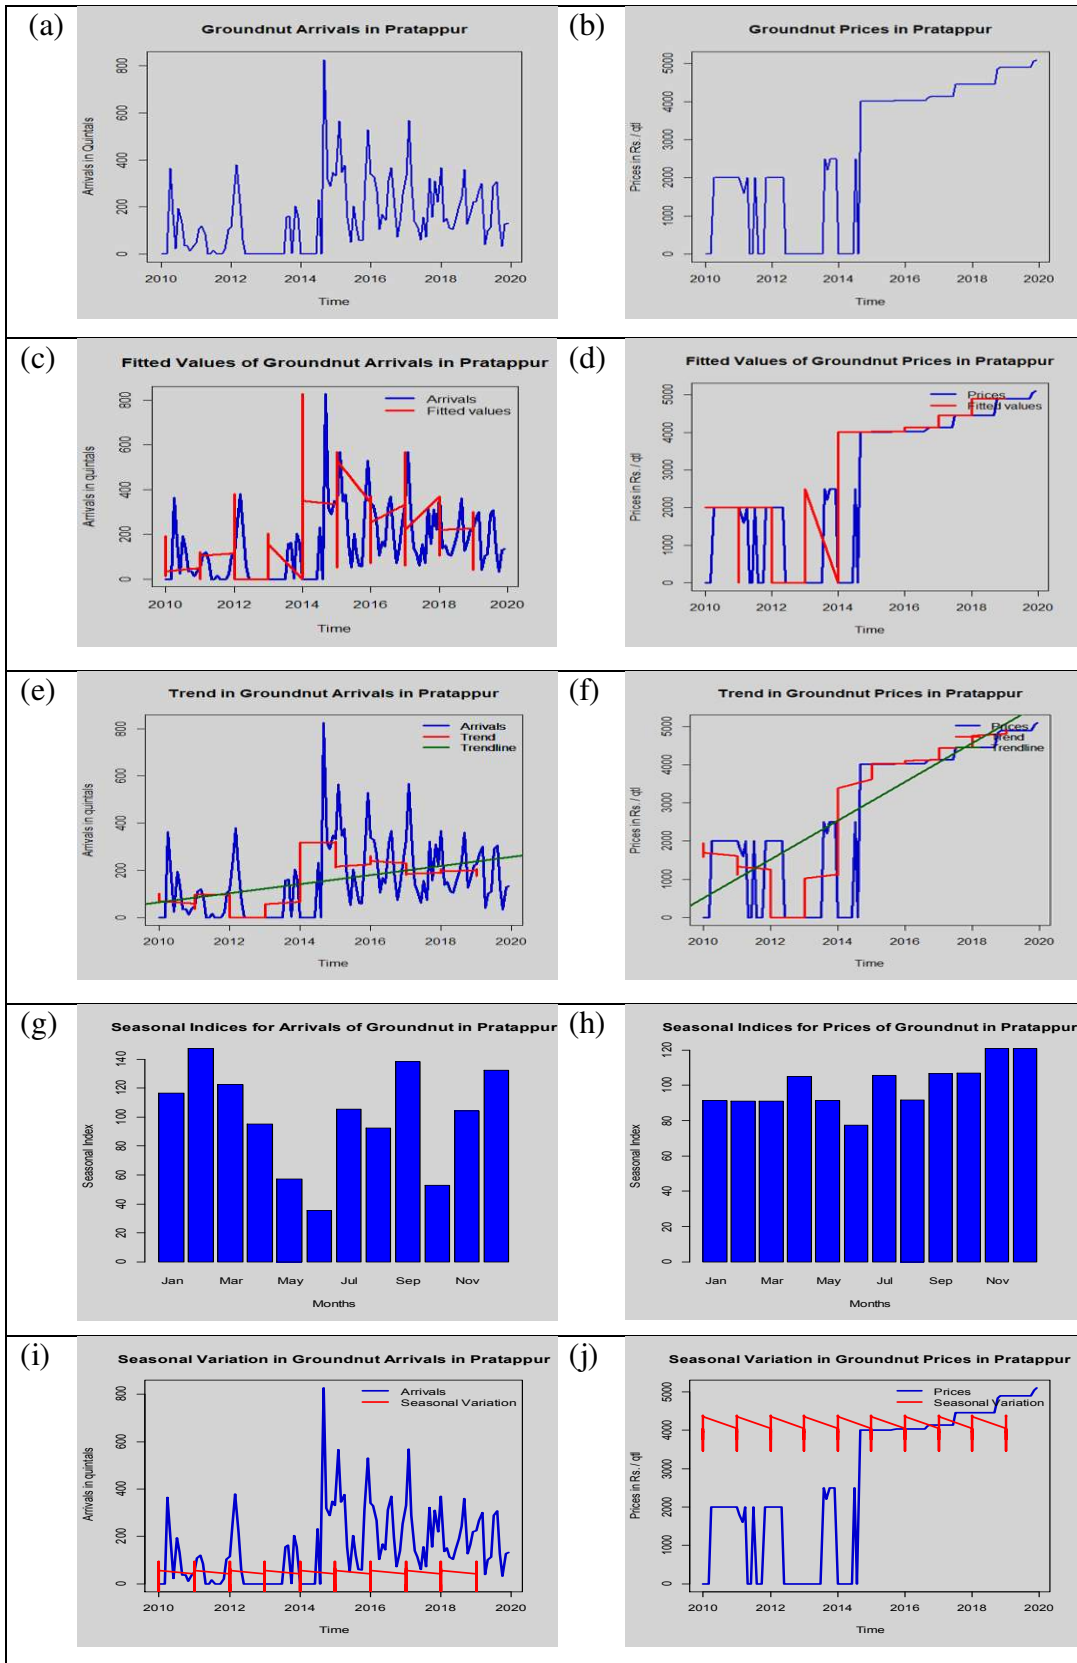 (a)
Groundnut Arrivals in Pratappur
Arrivals in Quintals
800
600
400
200
0
2010 2012 2014 2016 2018 2020
Time
(b)
Groundnut Prices in Pratappur
Prices in Rs. / qtl
5000
4000
3000
2000
1000
0
2010 2012 2014 2016 2018 2020
Time
(c)
Fitted Values of Groundnut Arrivals in Pratappur
Arrivals
Fitted values
Arrivals in quintals
800
600
400
200
0
2010 2012 2014 2016 2018 2020
Time
(d)
Fitted Values of Groundnut Prices in Pratappur
Prices
Fitted values
Prices in Rs. / qtl
5000
4000
3000
2000
1000
0
2010 2012 2014 2016 2018 2020
Time
(e)
Trend in Groundnut Arrivals in Pratappur
Arrivals
Trend
Trendline
Arrivals in quintals
800
600
400
200
0
2010 2012 2014 2016 2018 2020
Time
(f)
Trend in Groundnut Prices in Pratappur
Prices
Trend
Trendline
Prices in Rs. / qtl
5000
4000
3000
2000
1000
0
2010 2012 2014 2016 2018 2020
Time
(g)
Seasonal Indices for Arrivals of Groundnut in Pratappur
Seasonal Index
140
120
100
80
60
40
20
0
Jan Mar May Jul Sep Nov
Months
(h)
Seasonal Indices for Prices of Groundnut in Pratappur
Seasonal Index
120
100
80
60
40
20
0
Jan Mar May Jul Sep Nov
Months
(i)
Seasonal Variation in Groundnut Arrivals in Pratappur
Arrivals
Seasonal Variation
Arrivals in quintals
800
600
400
200
0
2010 2012 2014 2016 2018 2020
Time
(j)
Seasonal Variation in Groundnut Prices in Pratappur
Prices
Seasonal Variation
Prices in Rs. / qtl
5000
4000
3000
2000
1000
0
2010 2012 2014 2016 2018 2020
Time